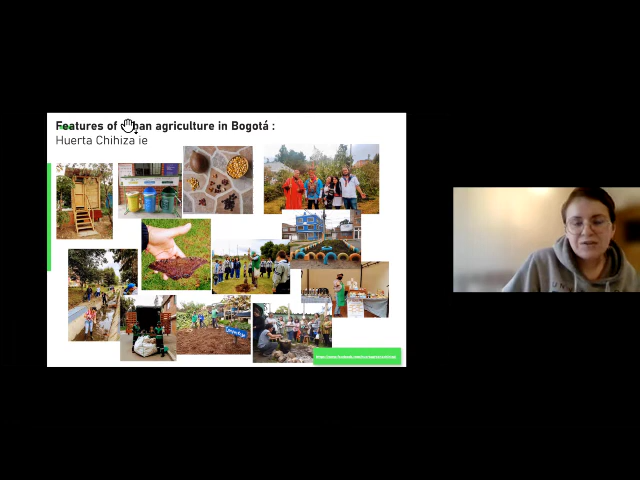 Features of urban agriculture in Bogotá :
Huerta Chihiza ie